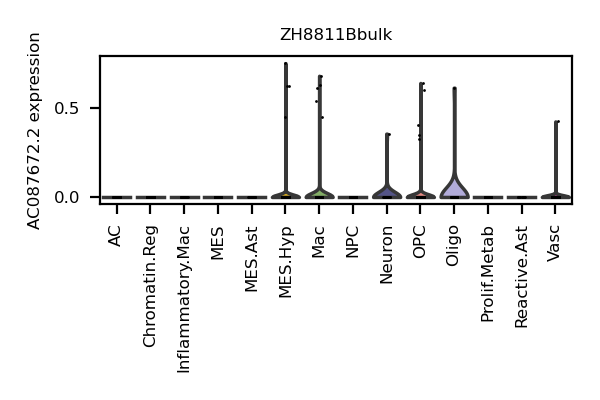 ZH8811Bbulk
AC087672.2 expression
0.5
0.0
AC
Chromatin.Reg
Inflammatory.Mac
MES
MES.Ast
MES.Hyp
Mac
NPC
Neuron
OPC
Oligo
Prolif.Metab
Reactive.Ast
Vasc